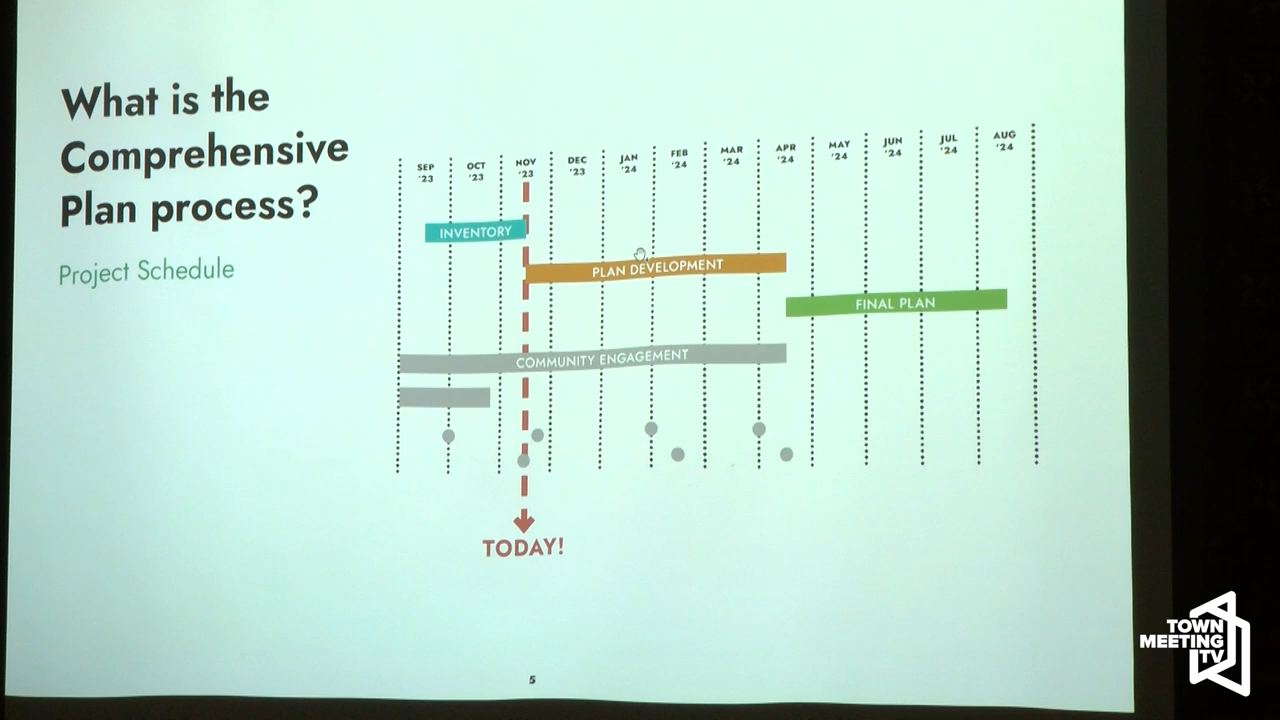 What is the
Comprehensive
Plan process?
Project Schedule
SEP '23
OCT '23
NOV '23
DEC '23
JAN '24
FEB '24
MAR '24
APR '24
MAY '24
JUN '24
JUL '24
AUG '24
INVENTORY
PLAN DEVELOPMENT
FINAL PLAN
COMMUNITY ENGAGEMENT
TODAY!
5
TOWN
MEETING
TV